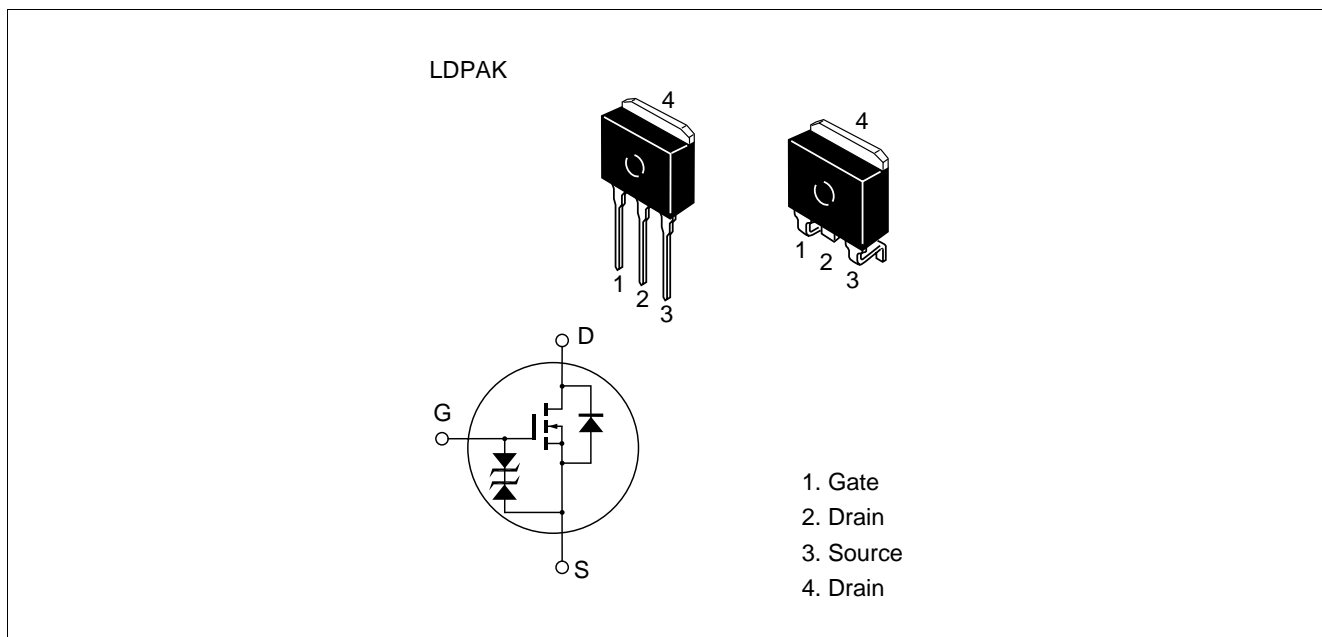 LDPAK
4
4
1
2
3
1
2
3
D
G
S
1. Gate
2. Drain
3. Source
4. Drain